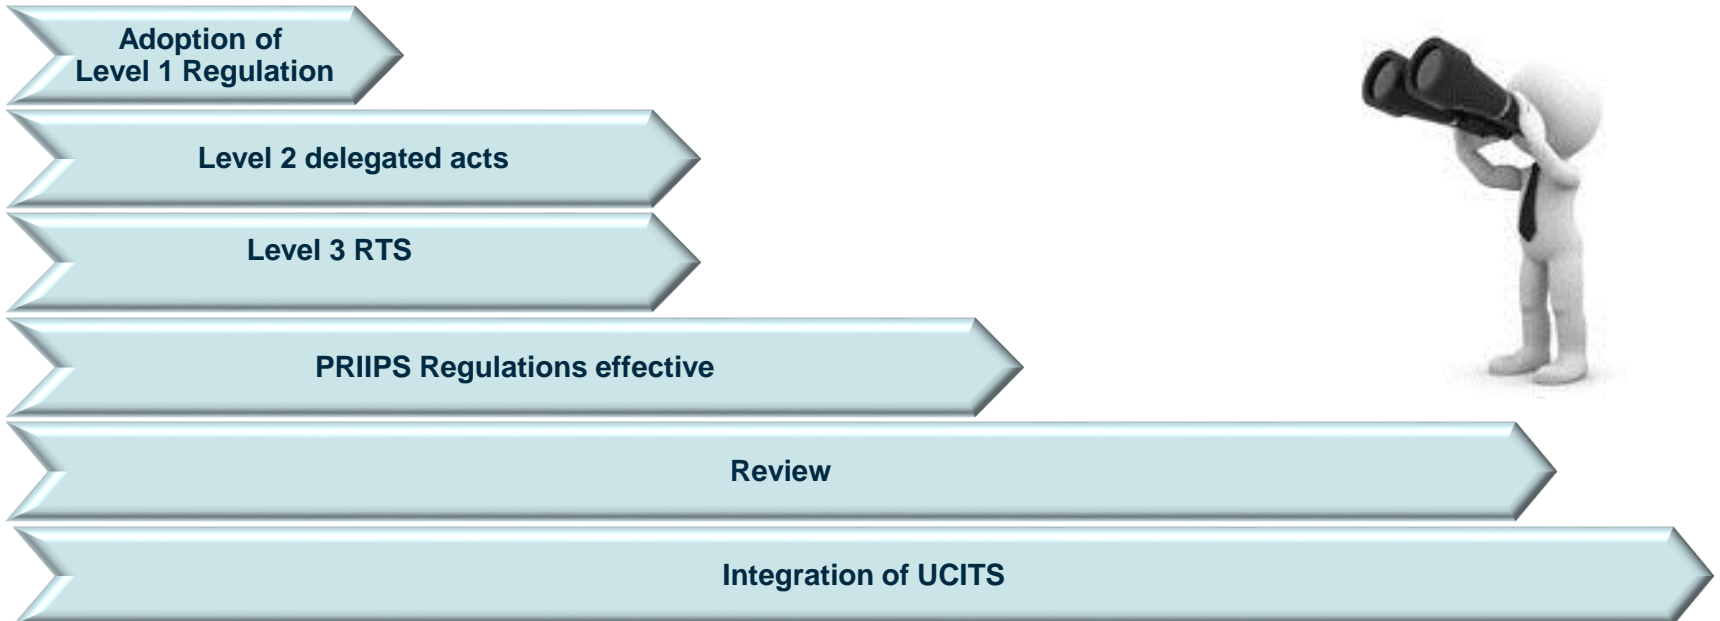 Adoption of
Level 1 Regulation
Level 2 delegated acts
Level 3 RTS
PRIIPS Regulations effective
Review
Integration of UCITS